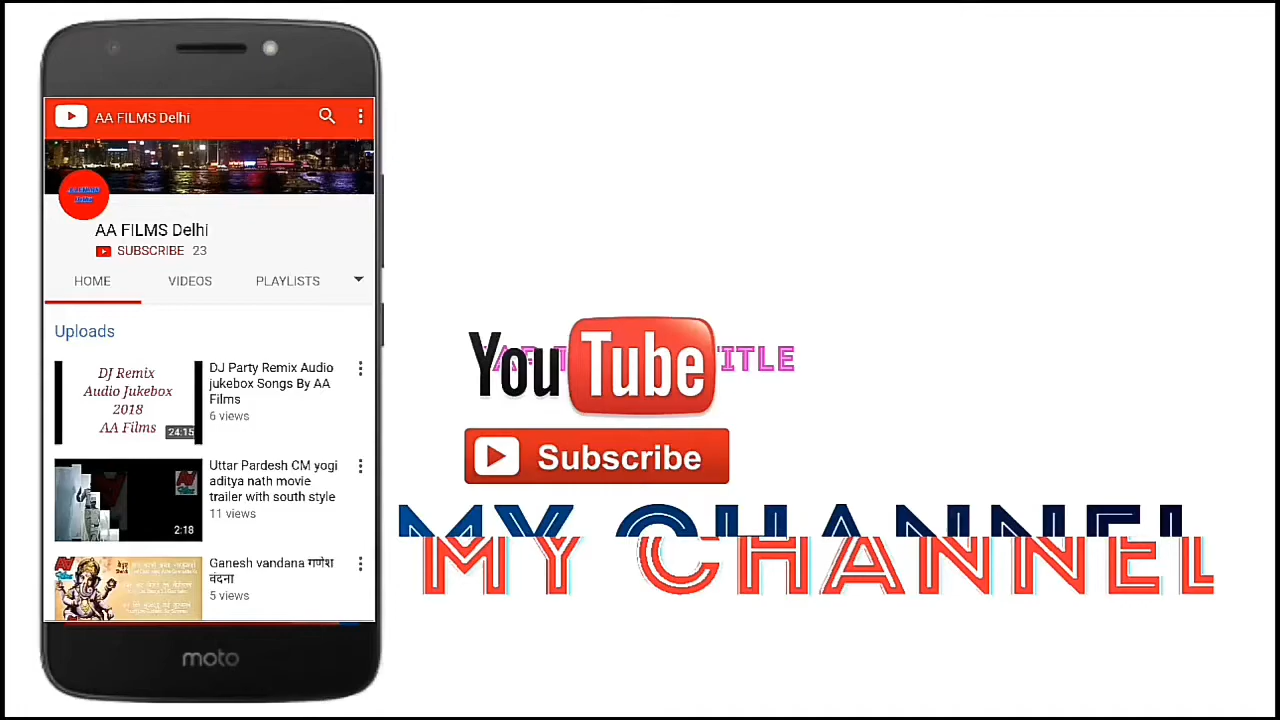 AA FILMS Delhi
AA FILMS Delhi
SUBSCRIBE 23
HOME VIDEOS PLAYLISTS
Uploads
DJ Remix
Audio Jukebox
2018
AA Films
24:15
DJ Party Remix Audio
jukebox Songs By AA
Films
6 views
Uttar Pardesh CM yogi
aditya nath movie
trailer with south style
11 views
2:18
Ganesh vandana गणेश
वंदना
5 views
moto
YouTube
TITLE
Subscribe
MY CHANNEL
MY CHANNEL